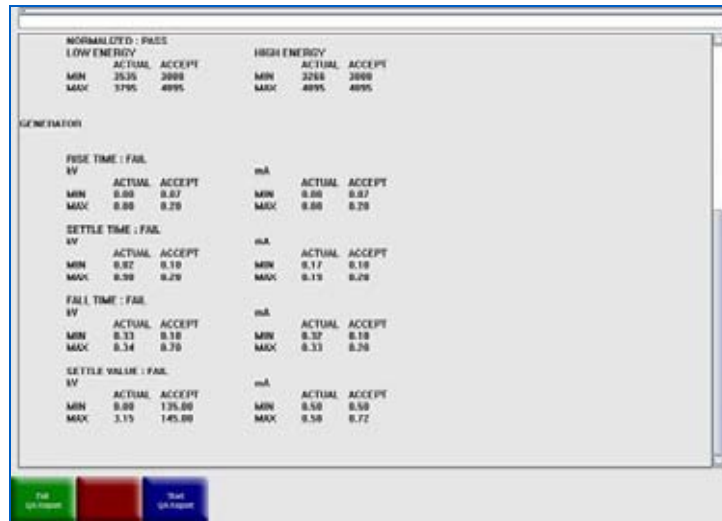 NORMALIZED : PASS
LOW ENERGY HIGH ENERGY
ACTUAL ACCEPT ACTUAL ACCEPT
MIN 3535 3000 MIN 3268 3000
MAX 3795 4095 MAX 4095 4095
GENERATOR
RISE TIME : FAIL
kV mA
ACTUAL ACCEPT ACTUAL ACCEPT
MIN 0.00 0.07 MIN 0.00 0.07
MAX 0.00 0.20 MAX 0.00 0.20
SETTLE TIME : FAIL
kV mA
ACTUAL ACCEPT ACTUAL ACCEPT
MIN 0.02 0.10 MIN 0.17 0.10
MAX 0.90 0.20 MAX 0.19 0.20
FALL TIME : FAIL
kV mA
ACTUAL ACCEPT ACTUAL ACCEPT
MIN 0.33 0.10 MIN 0.32 0.10
MAX 0.34 0.70 MAX 0.33 0.20
SETTLE VALUE : FAIL
kV mA
ACTUAL ACCEPT ACTUAL ACCEPT
MIN 0.00 135.00 MIN 0.50 0.50
MAX 3.15 145.00 MAX 0.50 0.72
QA Report
Start
QA Report